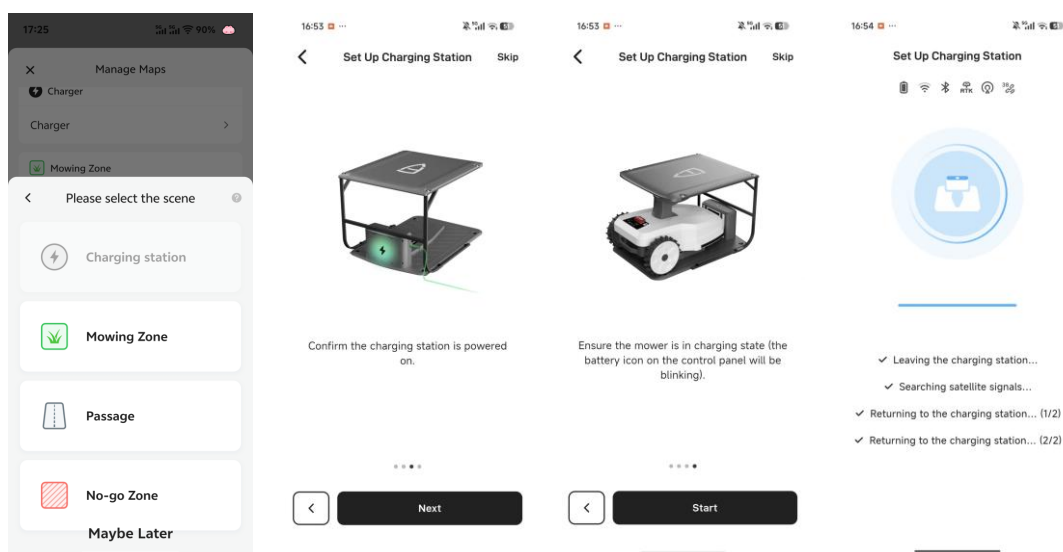 17:25
90%
Manage Maps
Charger
Charger
Mowing Zone
Please select the scene
Charging station
Mowing Zone
Passage
No-go Zone
Maybe Later
16:53
Set Up Charging Station Skip
Confirm the charging station is powered
on.
Next
16:53
Set Up Charging Station Skip
Ensure the mower is in charging state (the
battery icon on the control panel will be
blinking).
Start
16:54
Set Up Charging Station
RTK
Leaving the charging station...
Searching satellite signals...
Returning to the charging station... (1/2)
Returning to the charging station... (2/2)